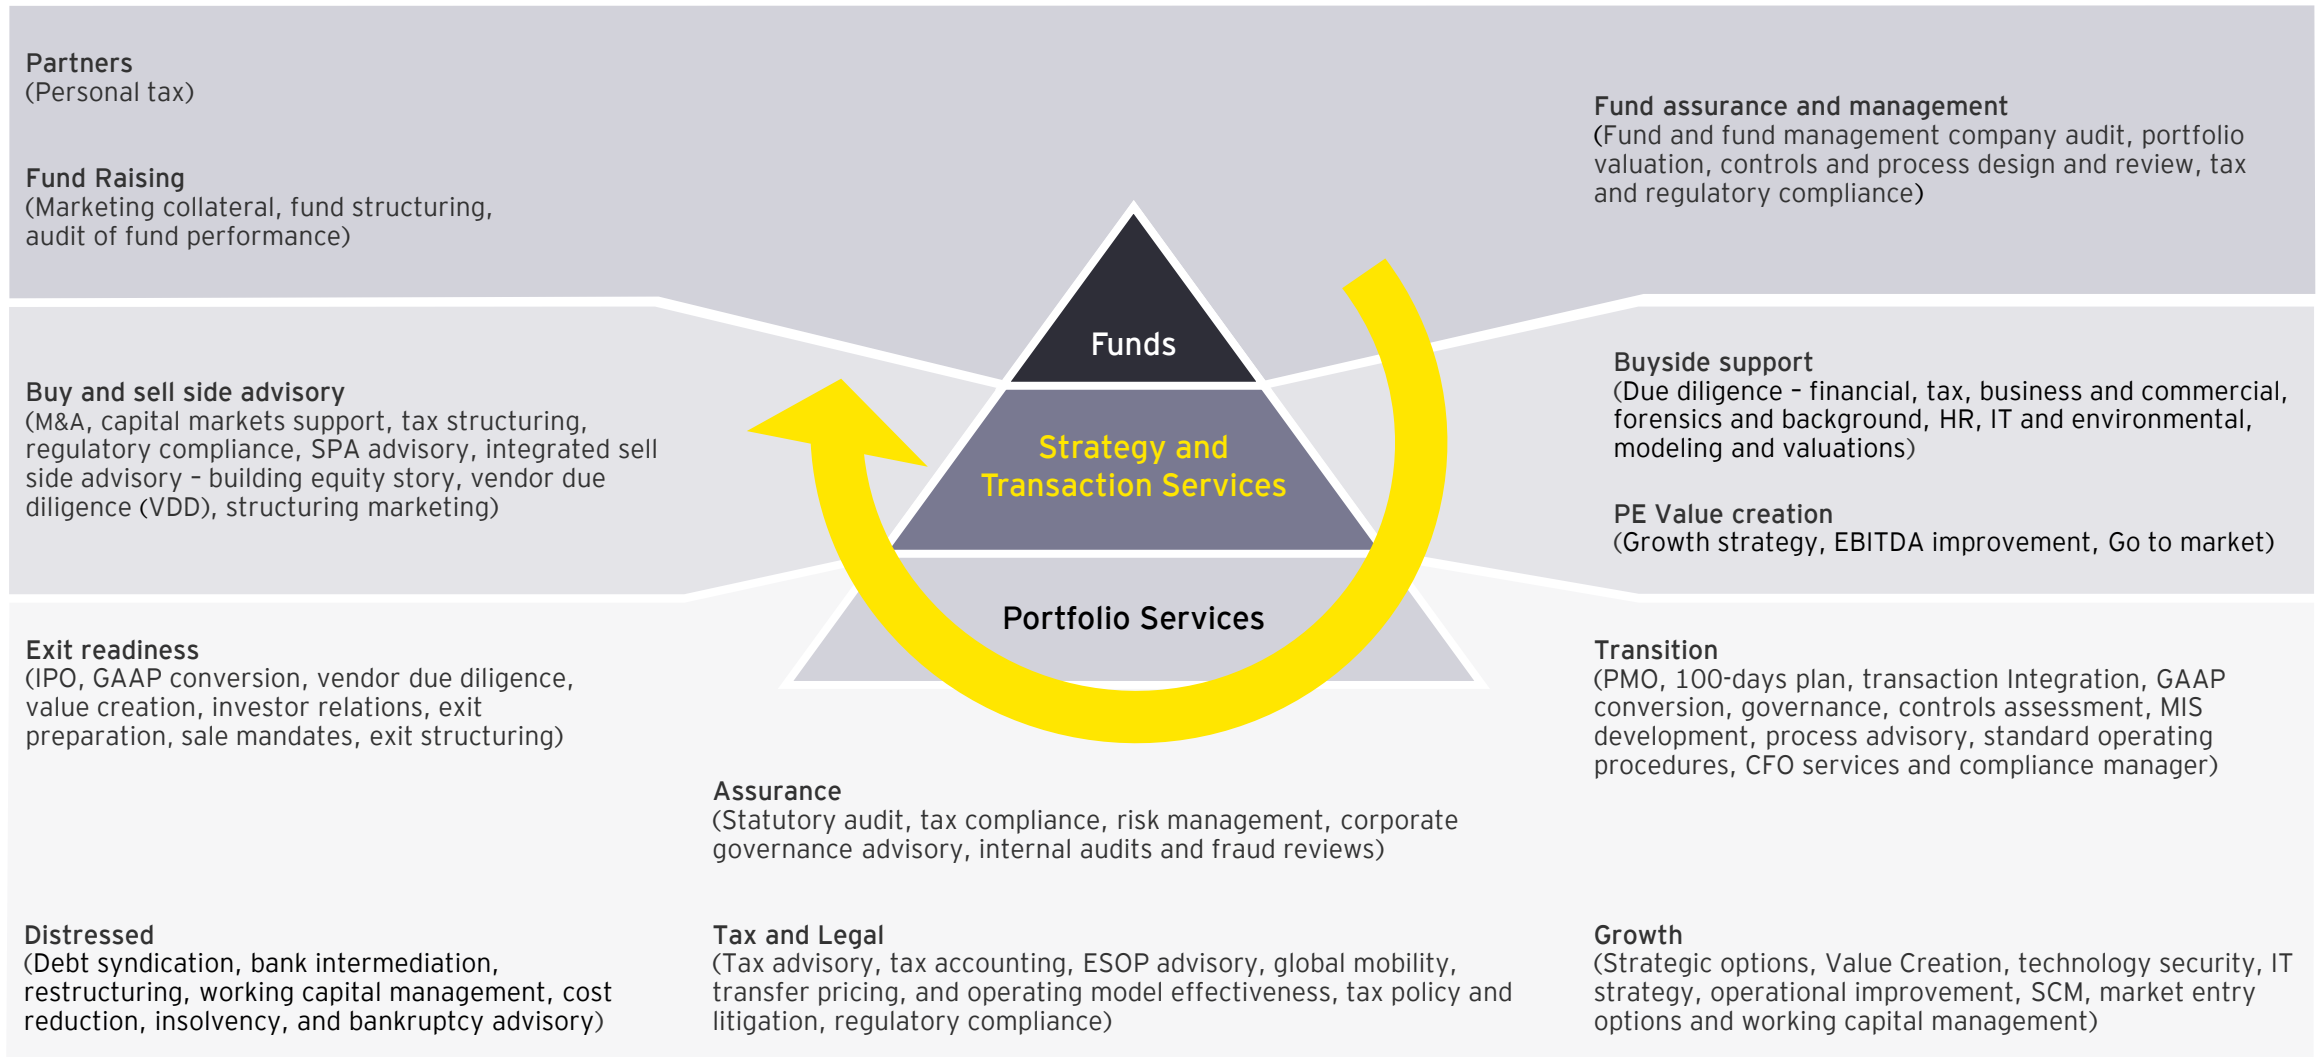 Partners
(Personal tax)
Fund Raising
(Marketing collateral, fund structuring,
audit of fund performance)
Fund assurance and management
(Fund and fund management company audit, portfolio
valuation, controls and process design and review, tax
and regulatory compliance)
Funds
Buy and sell side advisory
(M&A, capital markets support, tax structuring,
regulatory compliance, SPA advisory, integrated sell
side advisory – building equity story, vendor due
diligence (VDD), structuring marketing)
Strategy and
Transaction Services
Buyside support
(Due diligence – financial, tax, business and commercial,
forensics and background, HR, IT and environmental,
modeling and valuations)
PE Value creation
(Growth strategy, EBITDA improvement, Go to market)
Portfolio Services
Exit readiness
(IPO, GAAP conversion, vendor due diligence,
value creation, investor relations, exit
preparation, sale mandates, exit structuring)
Transition
(PMO, 100-days plan, transaction Integration, GAAP
conversion, governance, controls assessment, MIS
development, process advisory, standard operating
procedures, CFO services and compliance manager)
Assurance
(Statutory audit, tax compliance, risk management, corporate
governance advisory, internal audits and fraud reviews)
Distressed
(Debt syndication, bank intermediation,
restructuring, working capital management, cost
reduction, insolvency, and bankruptcy advisory)
Tax and Legal
(Tax advisory, tax accounting, ESOP advisory, global mobility,
transfer pricing, and operating model effectiveness, tax policy and
litigation, regulatory compliance)
Growth
(Strategic options, Value Creation, technology security, IT
strategy, operational improvement, SCM, market entry
options and working capital management)